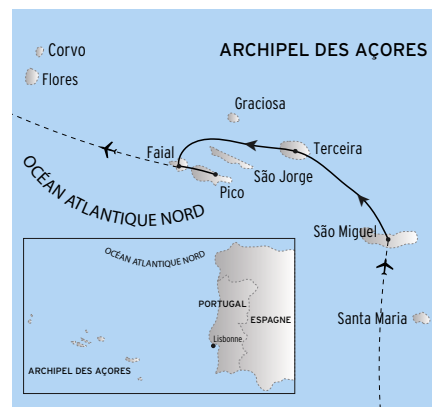 Corvo
ARCHIPEL DES AÇORES
Flores
Graciosa
Faial
Terceira
São Jorge
Pico
OCÉAN ATLANTIQUE NORD
São Miguel
Santa Maria
OCÉAN ATLANTIQUE NORD
PORTUGAL
ESPAGNE
Lisbonne
ARCHIPEL DES AÇORES